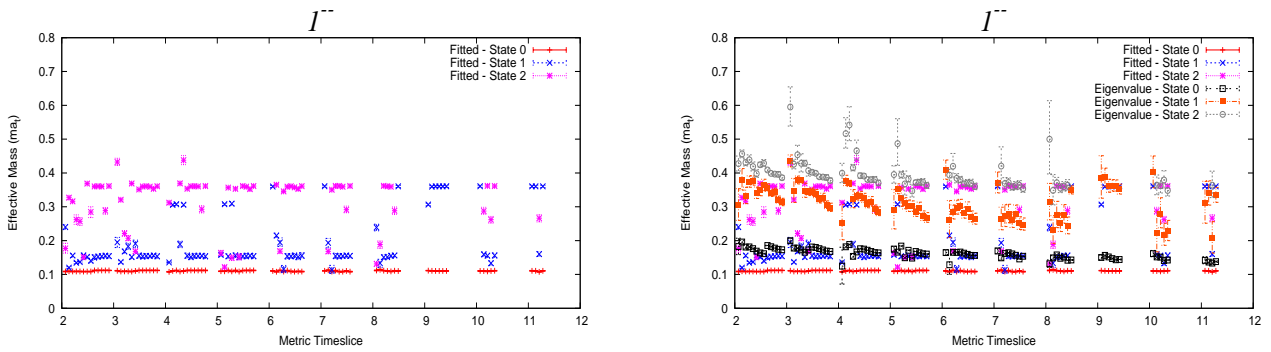 1--
Effective Mass (ma_t)
0.8
0.7
0.6
0.5
0.4
0.3
0.2
0.1
0
Fitted - State 0
Fitted - State 1
Fitted - State 2
2 3 4 5 6 7 8 9 10 11 12
Metric Timeslice
1--
Effective Mass (ma_t)
0.8
0.7
0.6
0.5
0.4
0.3
0.2
0.1
0
Fitted - State 0
Fitted - State 1
Fitted - State 2
Eigenvalue - State 0
Eigenvalue - State 1
Eigenvalue - State 2
2 3 4 5 6 7 8 9 10 11 12
Metric Timeslice